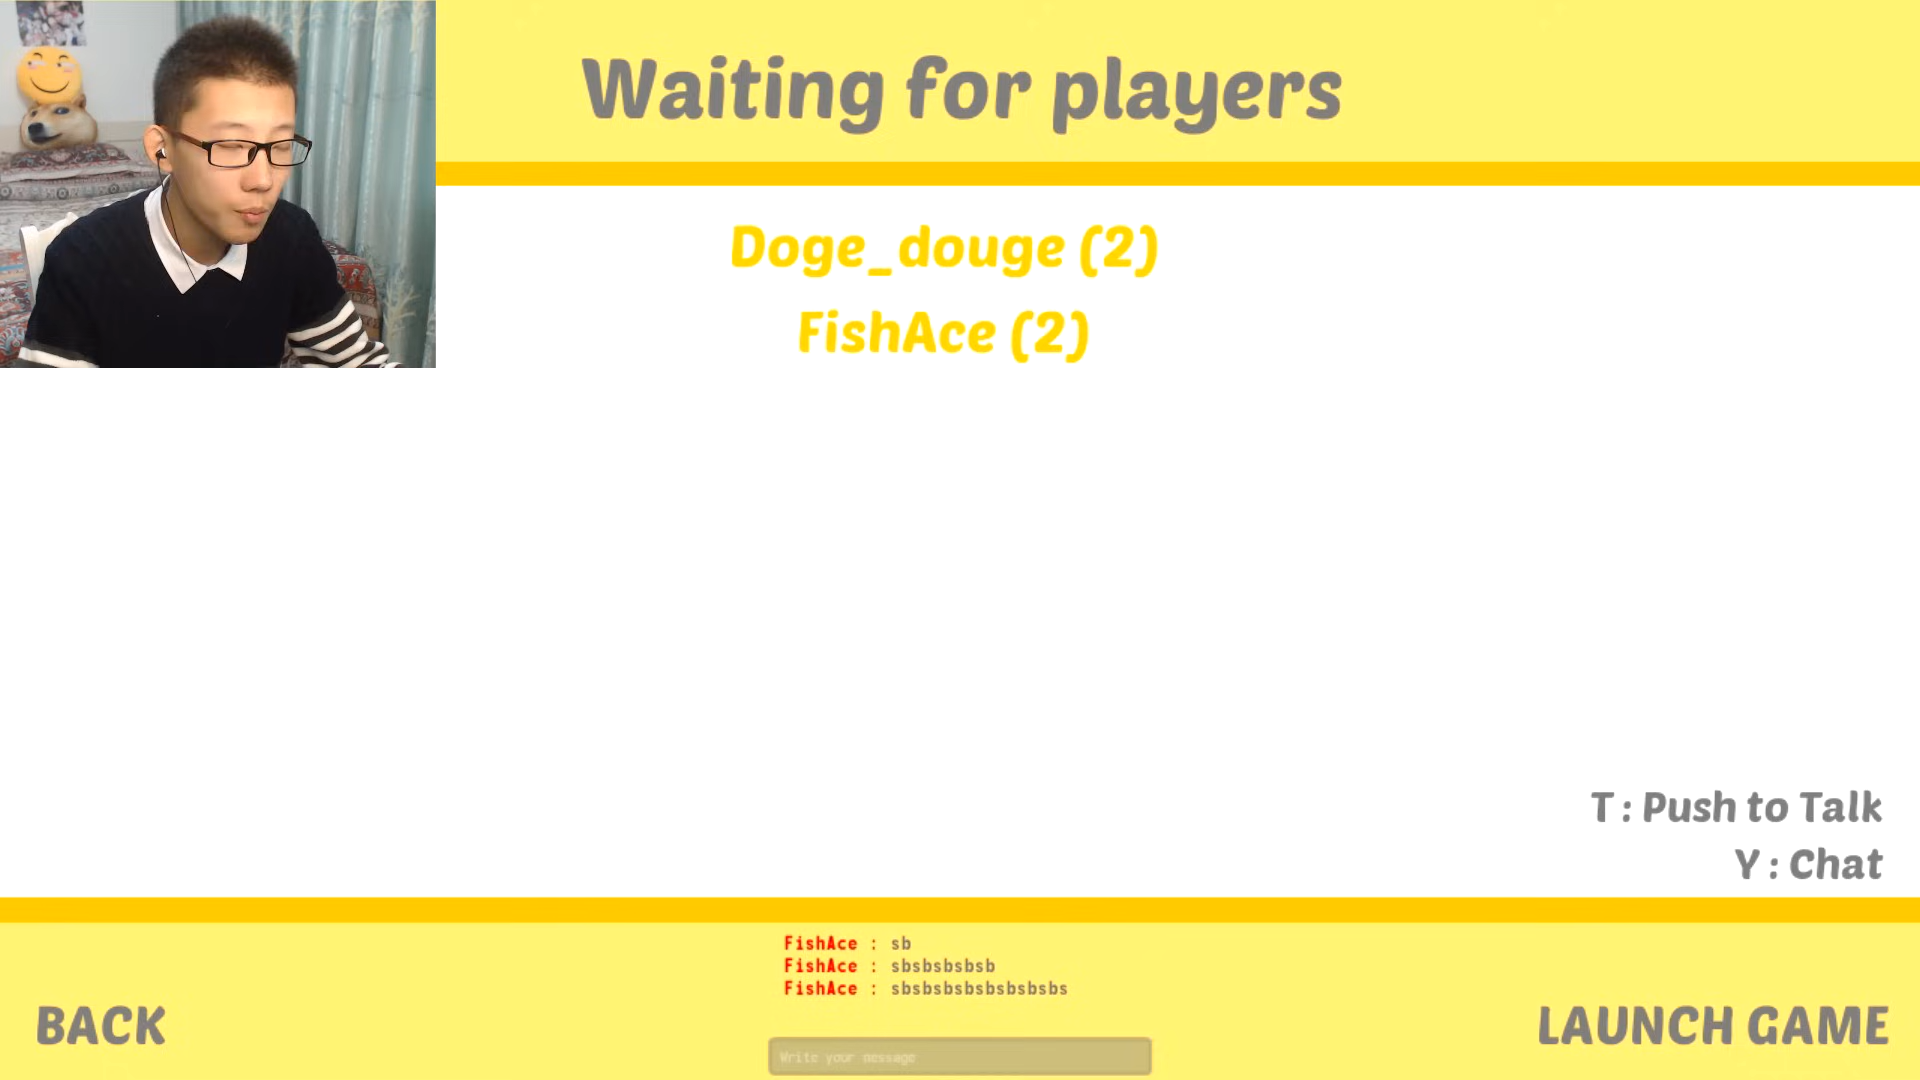 Waiting for players
Doge_douge (2)
FishAce (2)
T : Push to Talk
Y : Chat
FishAce : sb
FishAce : sbsbsbsbsb
FishAce : sbsbsbsbsbsbsbsbs
BACK
LAUNCH GAME
Write your message